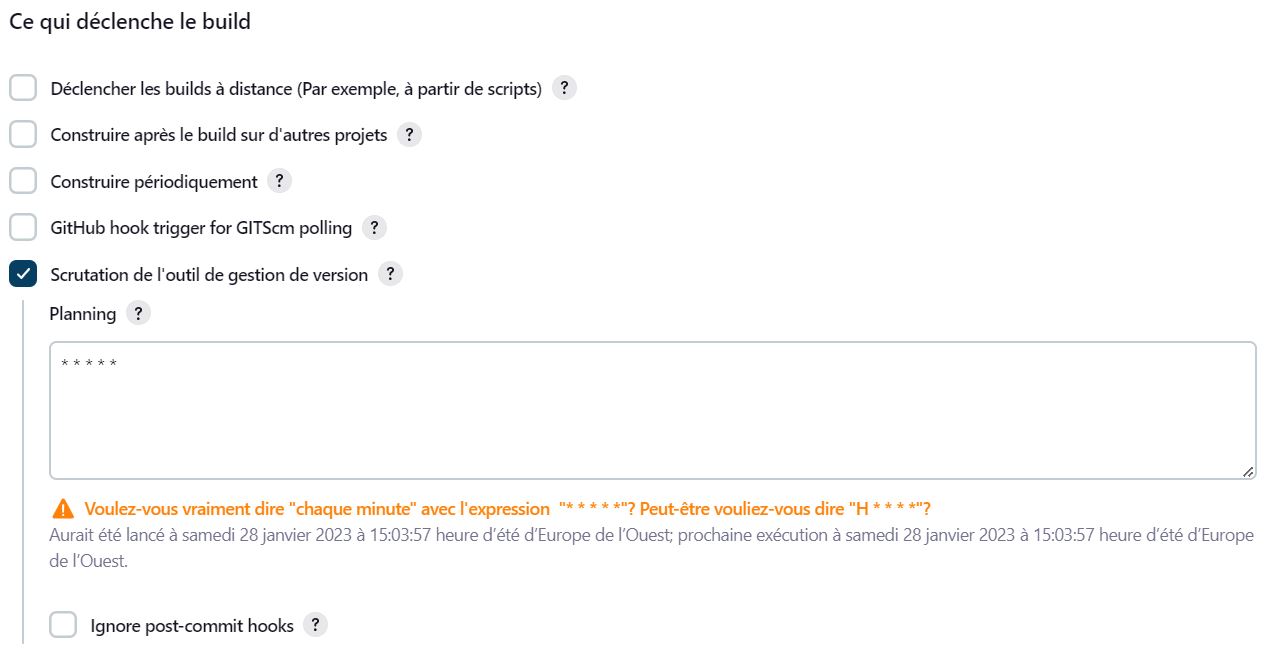 Ce qui déclenche le build
Déclencher les builds à distance (Par exemple, à partir de scripts) ?
Construire après le build sur d'autres projets ?
Construire périodiquement ?
GitHub hook trigger for GITScm polling ?
Scrutation de l'outil de gestion de version ?
Planning ?
* * * * *
Voulez-vous vraiment dire "chaque minute" avec l'expression "* * * * *"? Peut-être vouliez-vous dire "H * * * *"?
Aurait été lancé à samedi 28 janvier 2023 à 15:03:57 heure d’été d’Europe de l’Ouest; prochaine exécution à samedi 28 janvier 2023 à 15:03:57 heure d’été d’Europe
de l’Ouest.
Ignore post-commit hooks ?